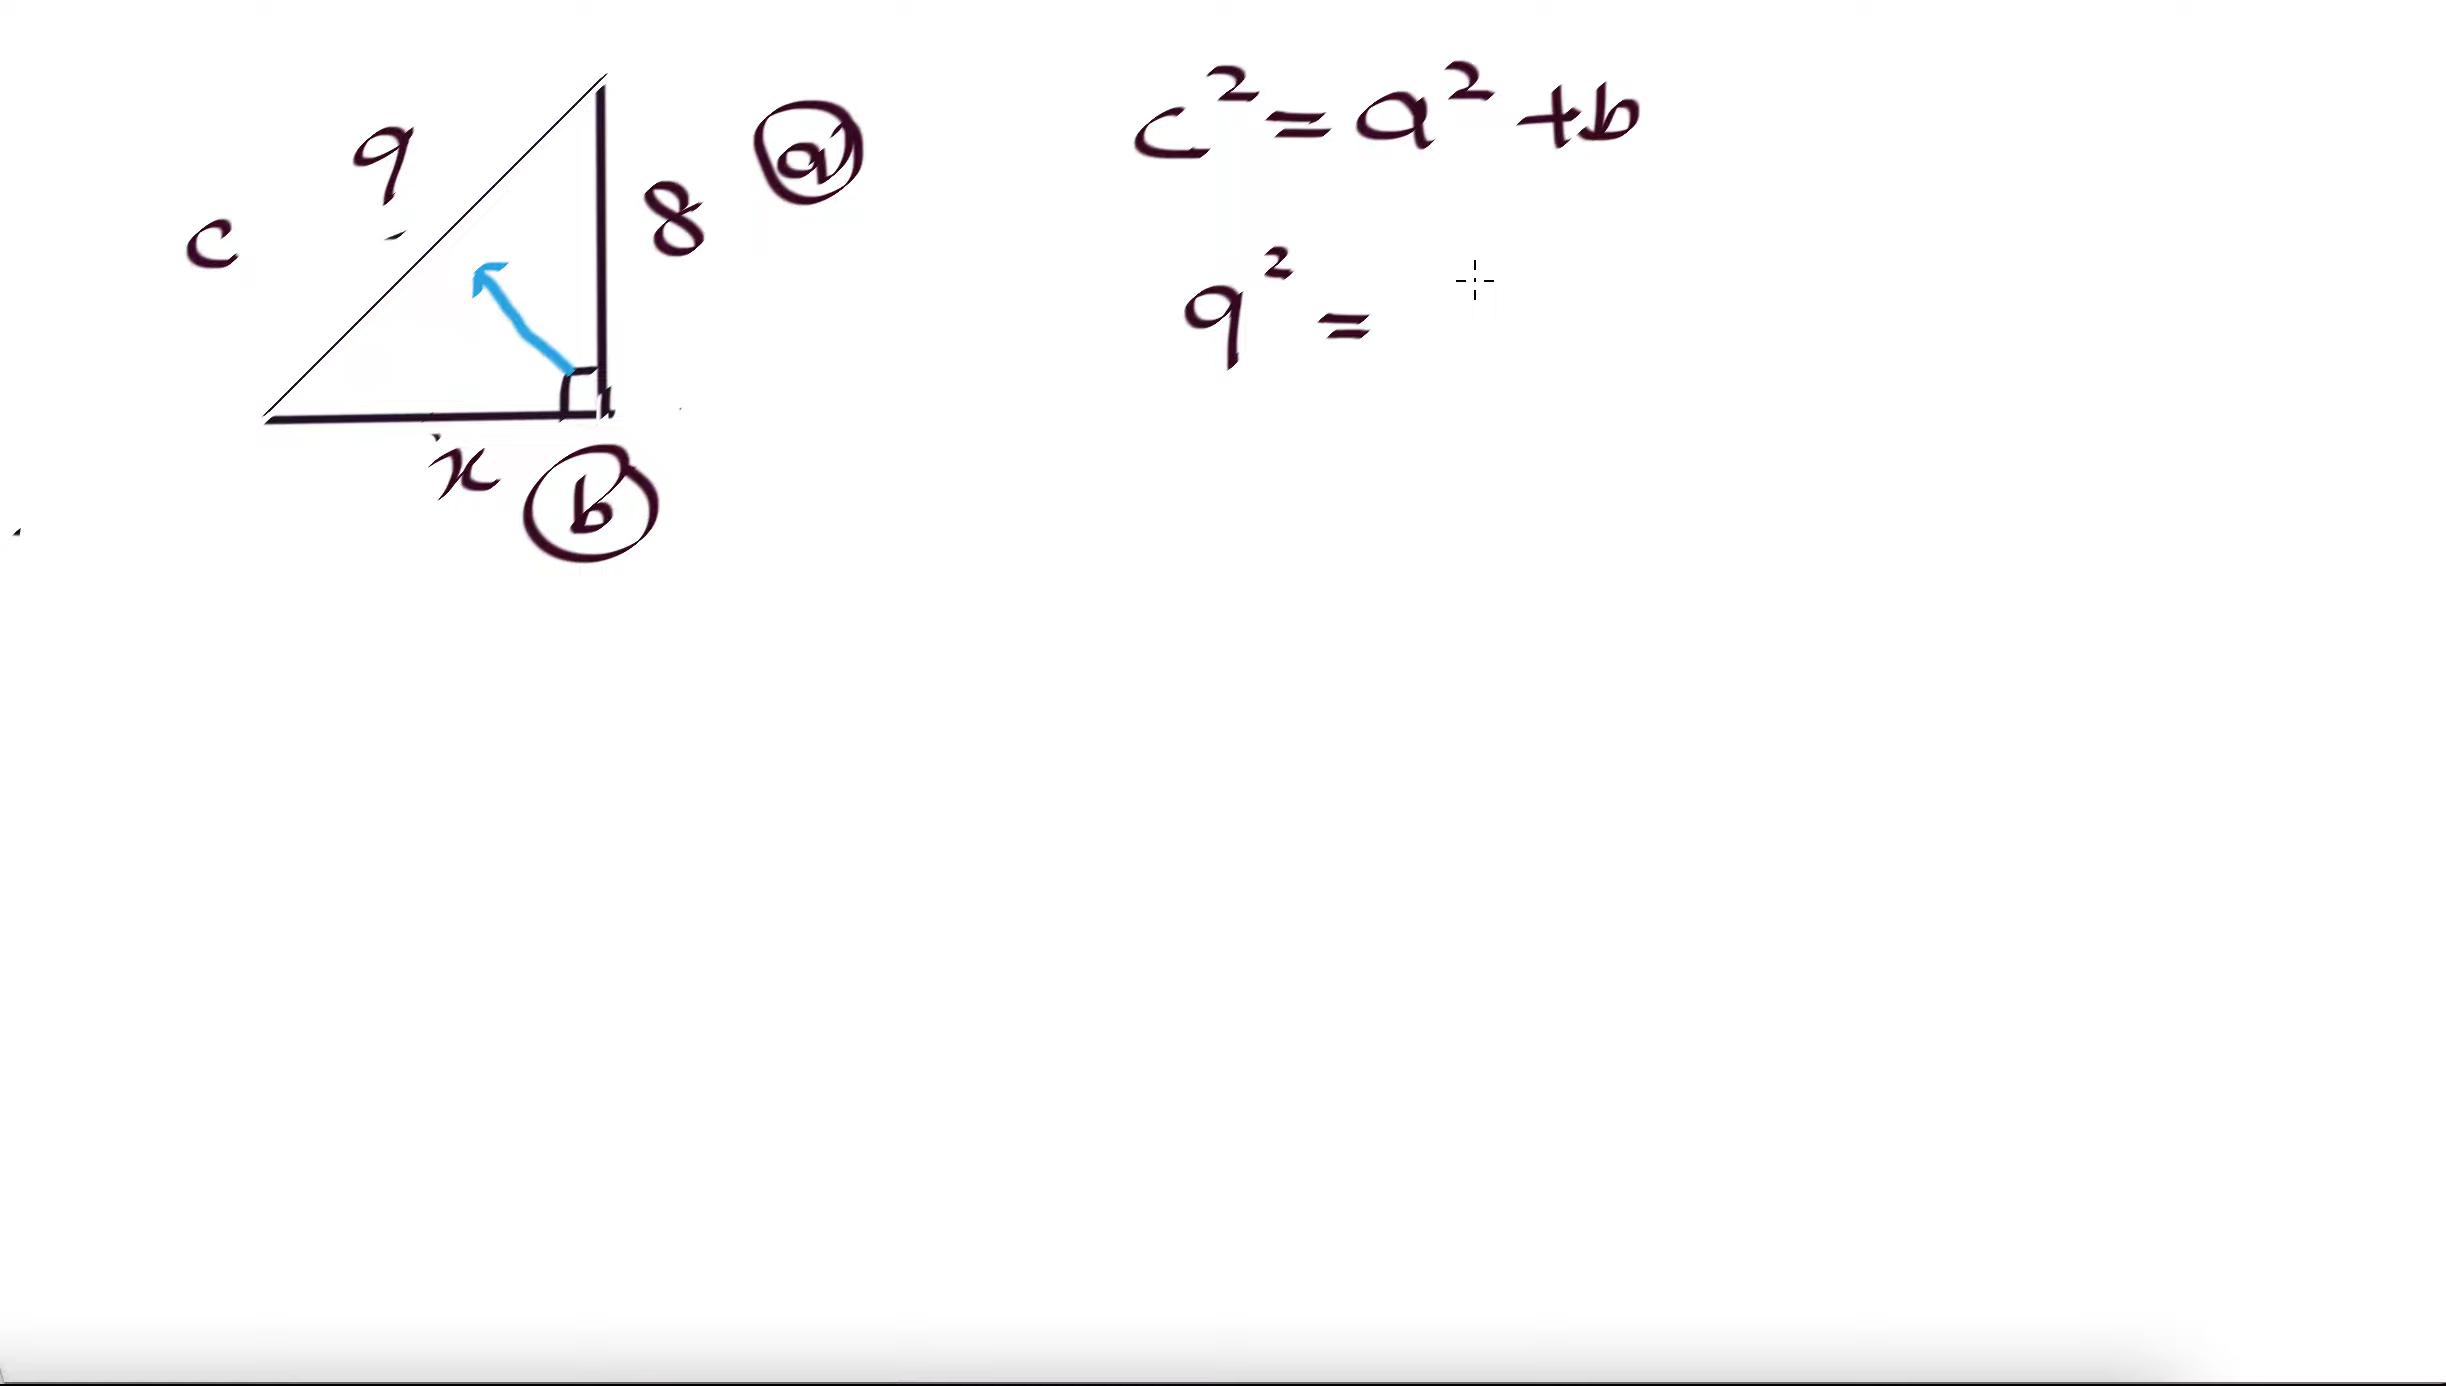 9
c
8
a
x
b
c² = a² + b
9² =